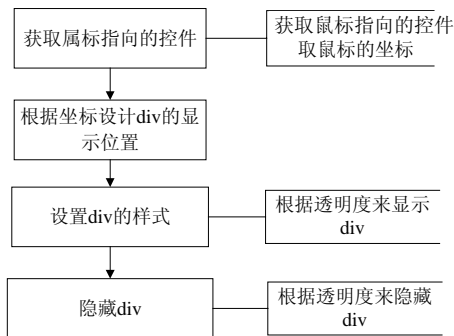 获取属标指向的控件
获取鼠标指向的控件
取鼠标的坐标
根据坐标设计div的显
示位置
设置div的样式
根据透明度来显示
div
隐藏div
根据透明度来隐藏
div